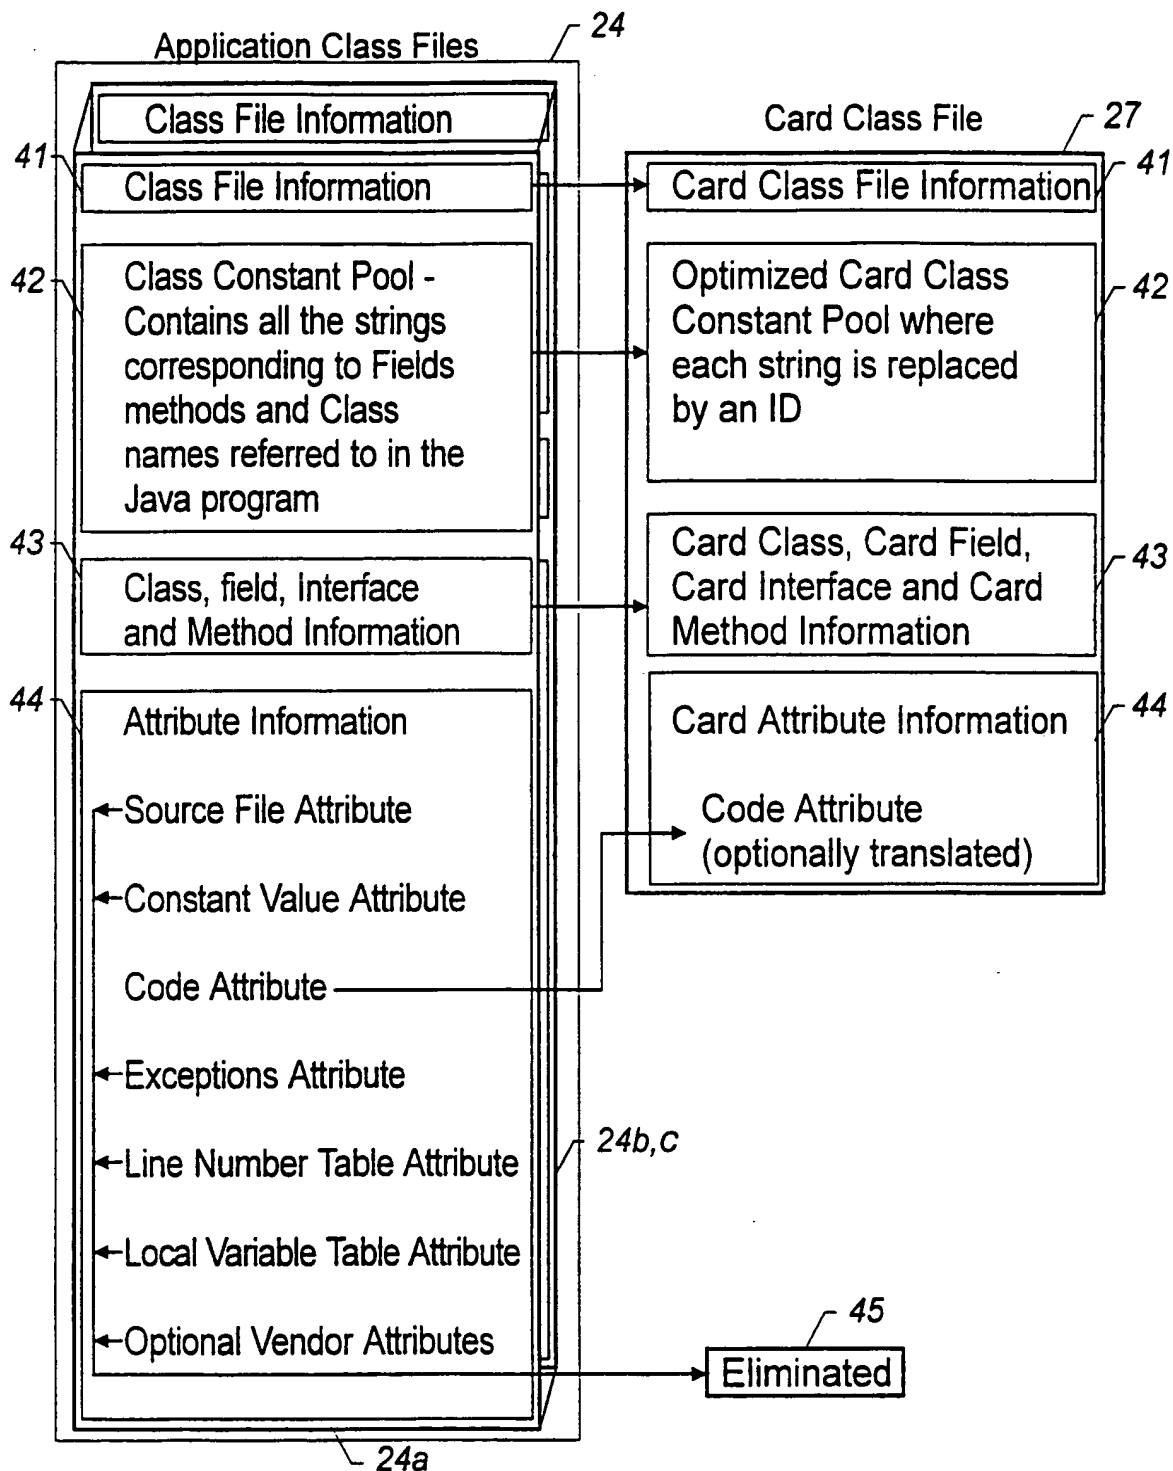 24
Application Class Files
Class File Information
41
Class File Information
42
Class Constant Pool -
Contains all the strings
corresponding to Fields
methods and Class
names referred to in the
Java program
43
Class, field, Interface
and Method Information
44
Attribute Information
Source File Attribute
Constant Value Attribute
Code Attribute
Exceptions Attribute
Line Number Table Attribute
Local Variable Table Attribute
Optional Vendor Attributes
24a
24b,c
Card Class File
27
Card Class File Information
41
Optimized Card Class
Constant Pool where
each string is replaced
by an ID
42
Card Class, Card Field,
Card Interface and Card
Method Information
43
Card Attribute Information
44
Code Attribute
(optionally translated)
45
Eliminated